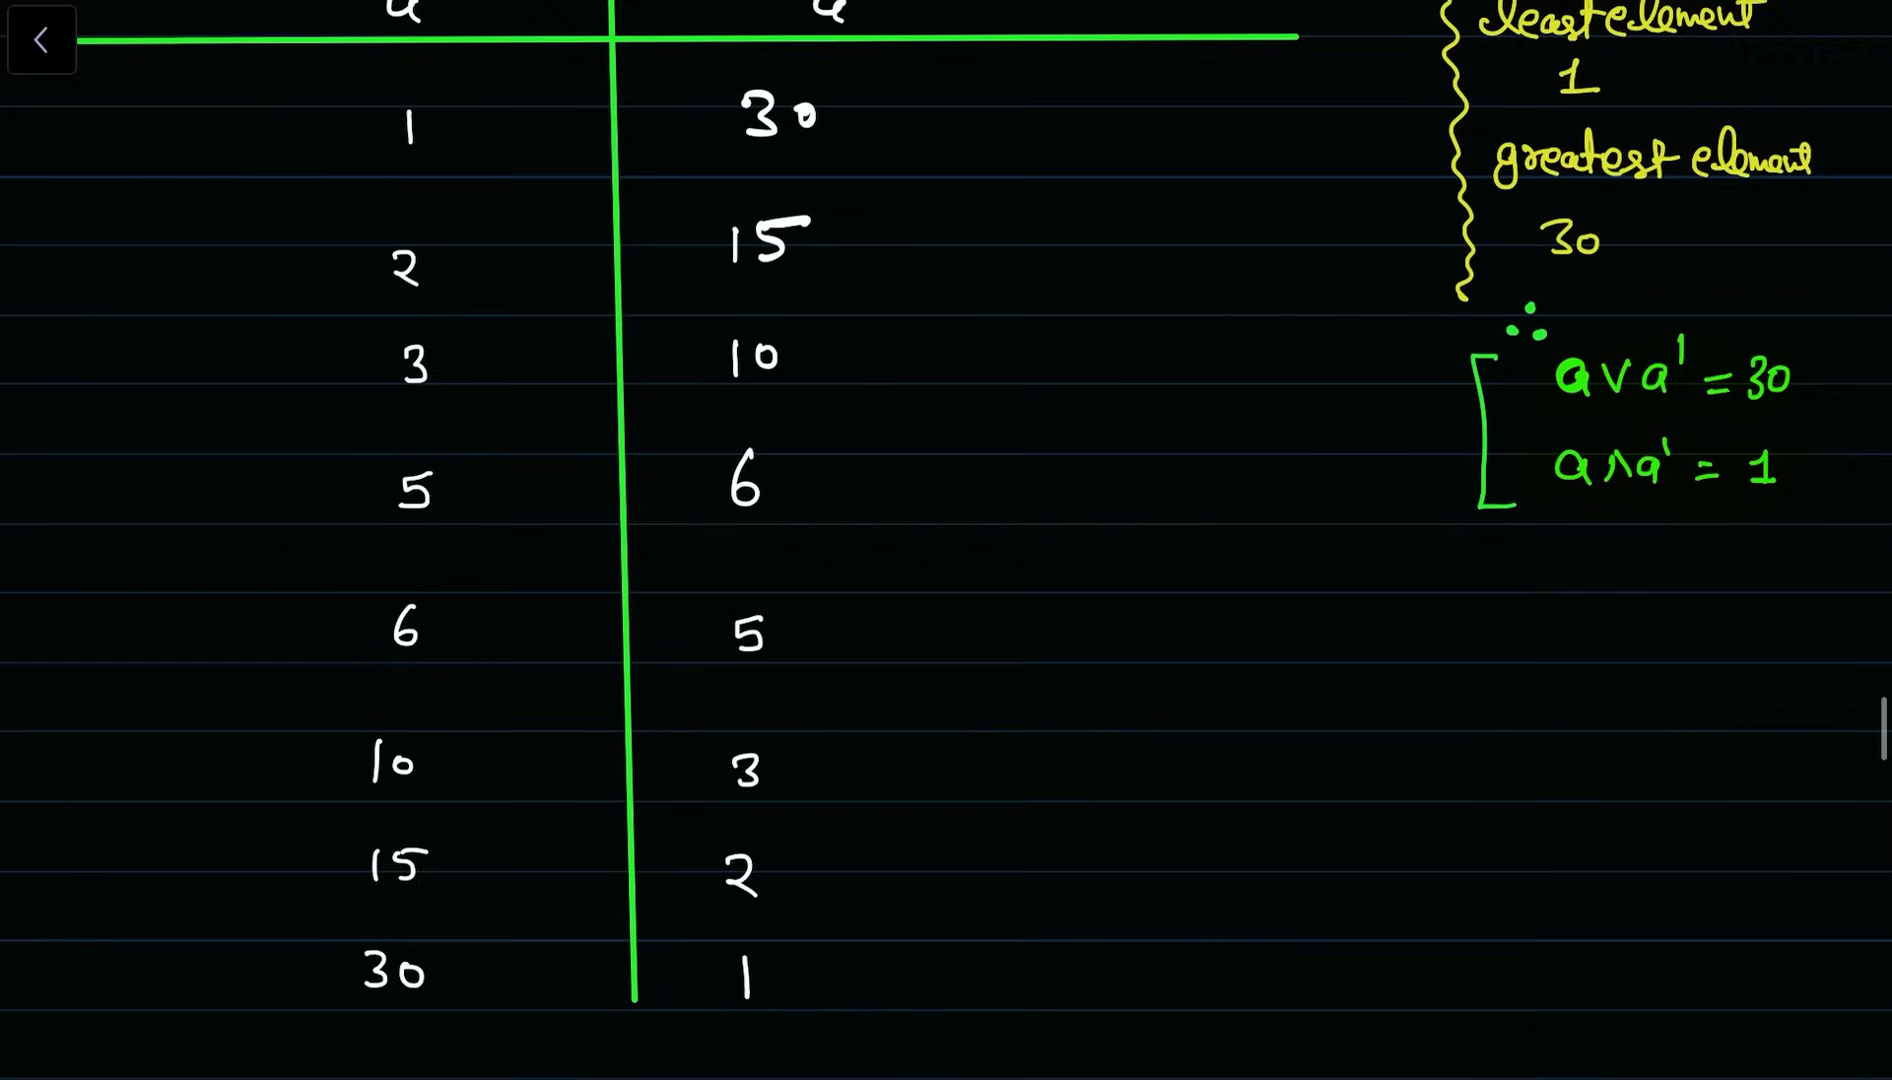 a a
1 30
2 15
3 10
5 6
6 5
10 3
15 2
30 1
least element
1
greatest element
30
∴
a ∨ a' = 30
a ∧ a' = 1